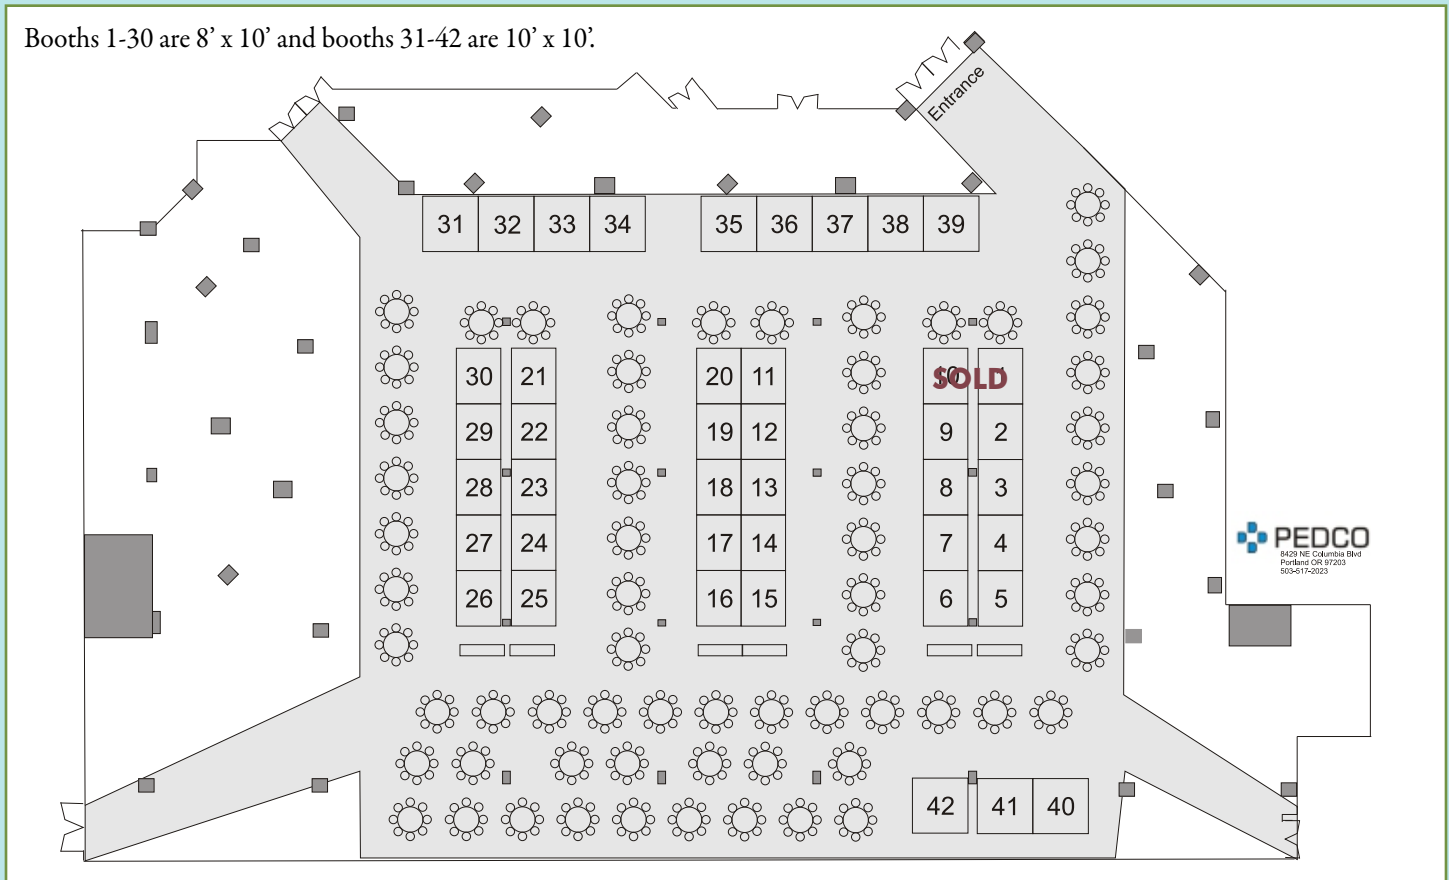 Booths 1-30 are 8’ x 10’ and booths 31-42 are 10’ x 10’.
Entrance
31 32 33 34 35 36 37 38 39
30 21 20 11 10 1
SOLD
29 22 19 12 9 2
28 23 18 13 8 3
27 24 17 14 7 4
26 25 16 15 6 5
PEDCO
8429 NE Columbia Blvd
Portland OR 97203
503-517-2023
42 41 40